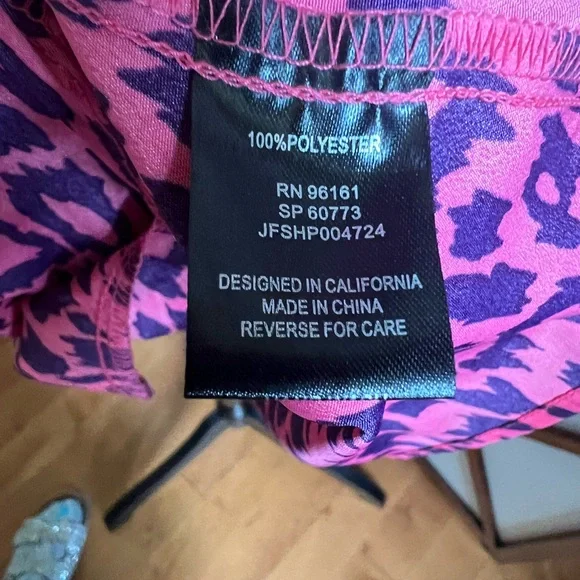 100%POLYESTER
RN 96161
SP 60773
JFSHP004724
DESIGNED IN CALIFORNIA
MADE IN CHINA
REVERSE FOR CARE